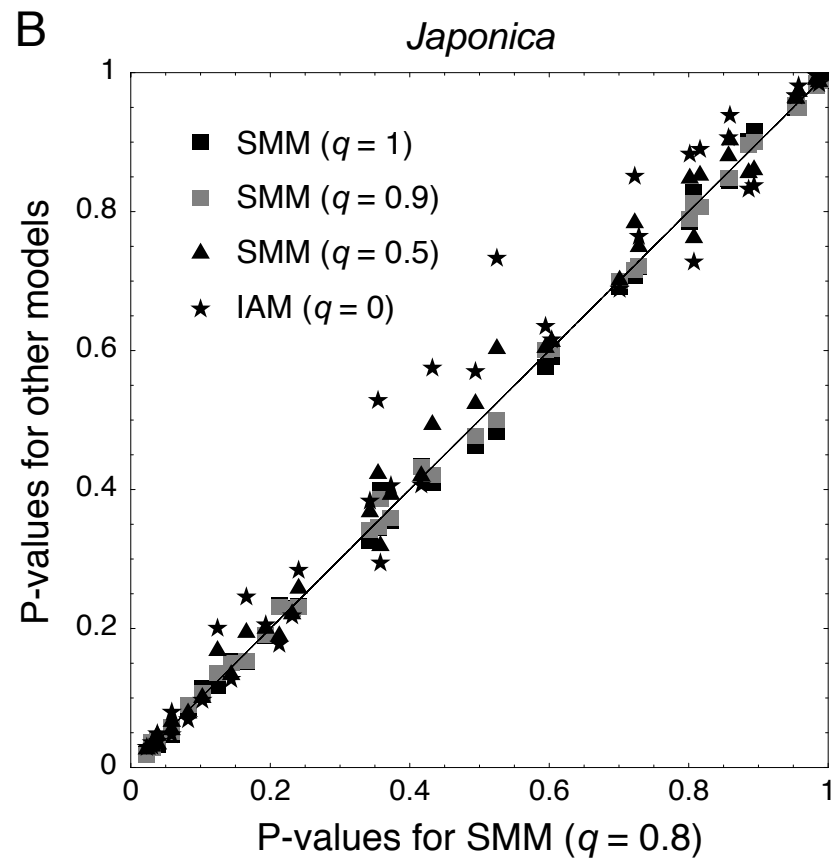 B
Japonica
1
SMM (q = 1)
SMM (q = 0.9)
0.8
SMM (q = 0.5)
IAM (q = 0)
0.6
P-values for other models
0.4
0.2
0
0 0.2 0.4 0.6 0.8 1
P-values for SMM (q = 0.8)